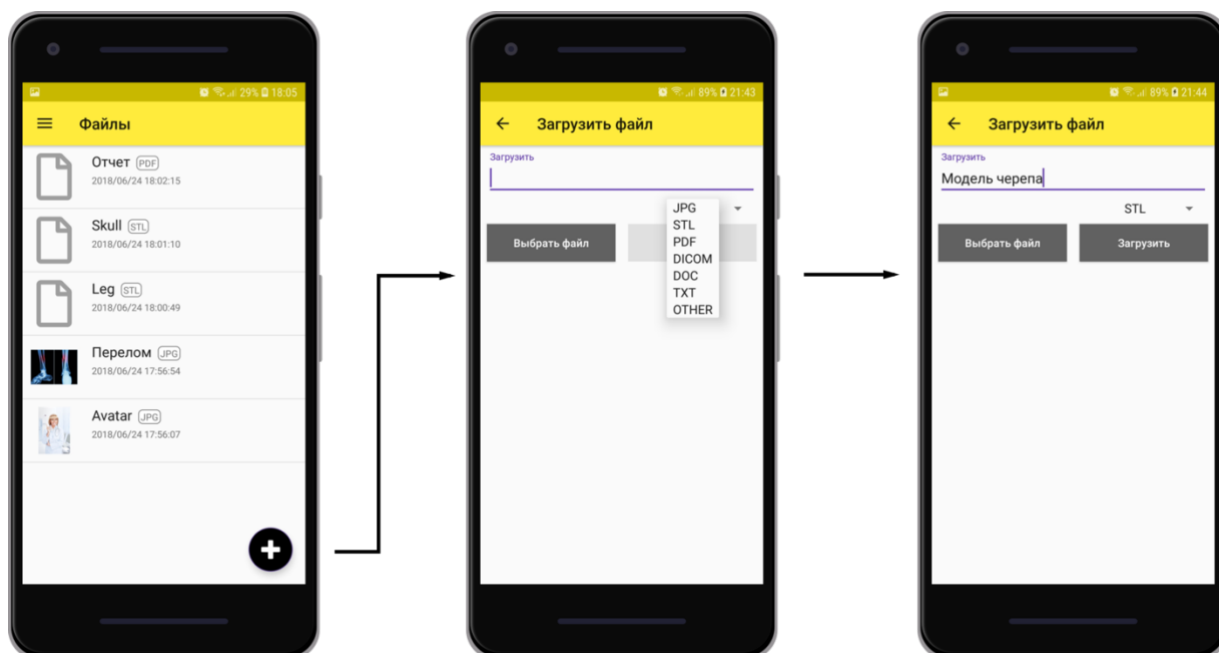 29% 18:05
Файлы
Отчет PDF
2018/06/24 18:02:15
Skull STL
2018/06/24 18:01:10
Leg STL
2018/06/24 18:00:49
Перелом JPG
2018/06/24 17:56:54
Avatar JPG
2018/06/24 17:56:07
89% 21:43
Загрузить файл
Загрузить
JPG
STL
PDF
DICOM
DOC
TXT
OTHER
Выбрать файл
89% 21:44
Загрузить файл
Загрузить
Модель черепа
STL
Выбрать файл Загрузить